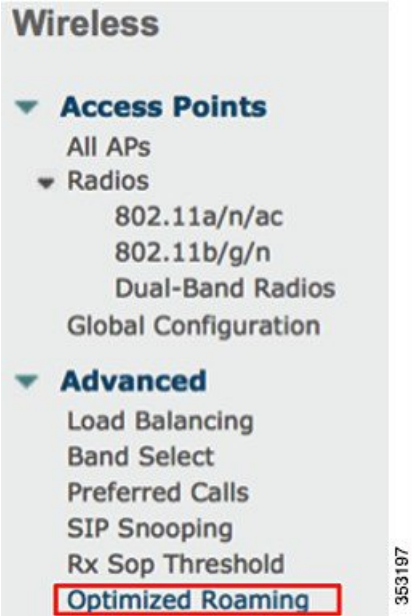 Wireless
Access Points
All APs
Radios
802.11a/n/ac
802.11b/g/n
Dual-Band Radios
Global Configuration
Advanced
Load Balancing
Band Select
Preferred Calls
SIP Snooping
Rx Sop Threshold
Optimized Roaming
353197